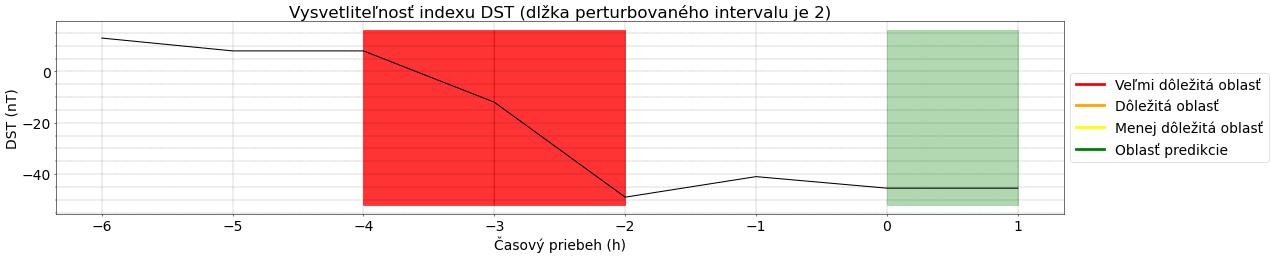 Vysvetliteľnosť indexu DST (dĺžka perturbovaného intervalu je 2)
DST (nT)
0
−20
−40
−6 −5 −4 −3 −2 −1 0 1
Časový priebeh (h)
Veľmi dôležitá oblasť
Dôležitá oblasť
Menej dôležitá oblasť
Oblasť predikcie